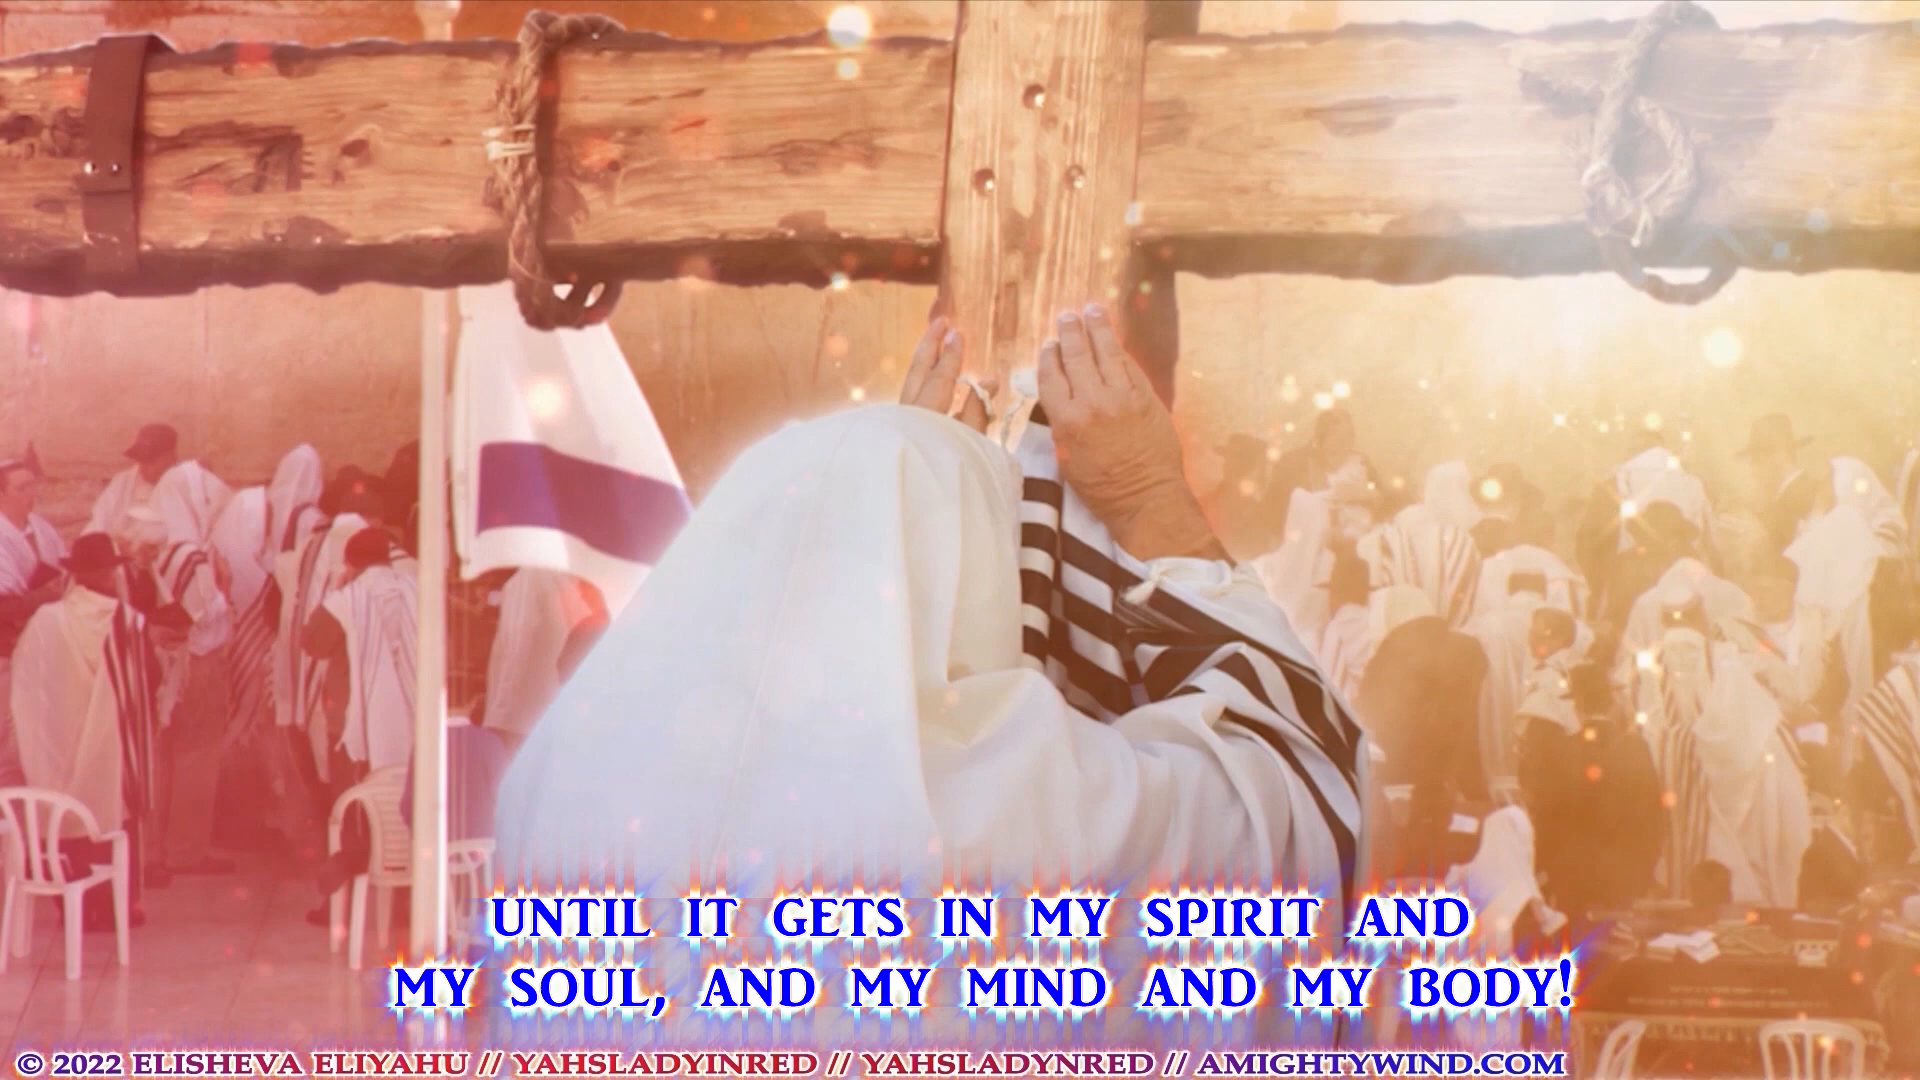 UNTIL IT GETS IN MY SPIRIT AND
MY SOUL, AND MY MIND AND MY BODY!
© 2022 ELISHEVA ELIYAHU // YAHSLADYINRED // YAHSLADYNRED // AMIGHTYWIND.COM